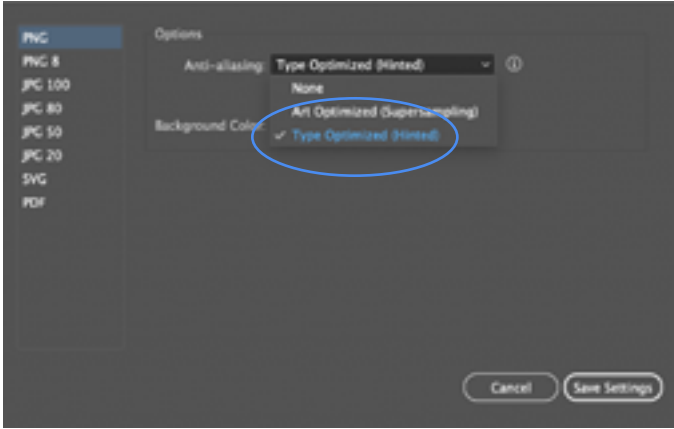 PNG
PNG 8
JPG 100
JPG 80
JPG 50
JPG 20
SVG
PDF
Options
Anti-aliasing: Type Optimized (Hinted)
None
Art Optimized (Supersampling)
Type Optimized (Hinted)
Background Color:
Cancel
Save Settings